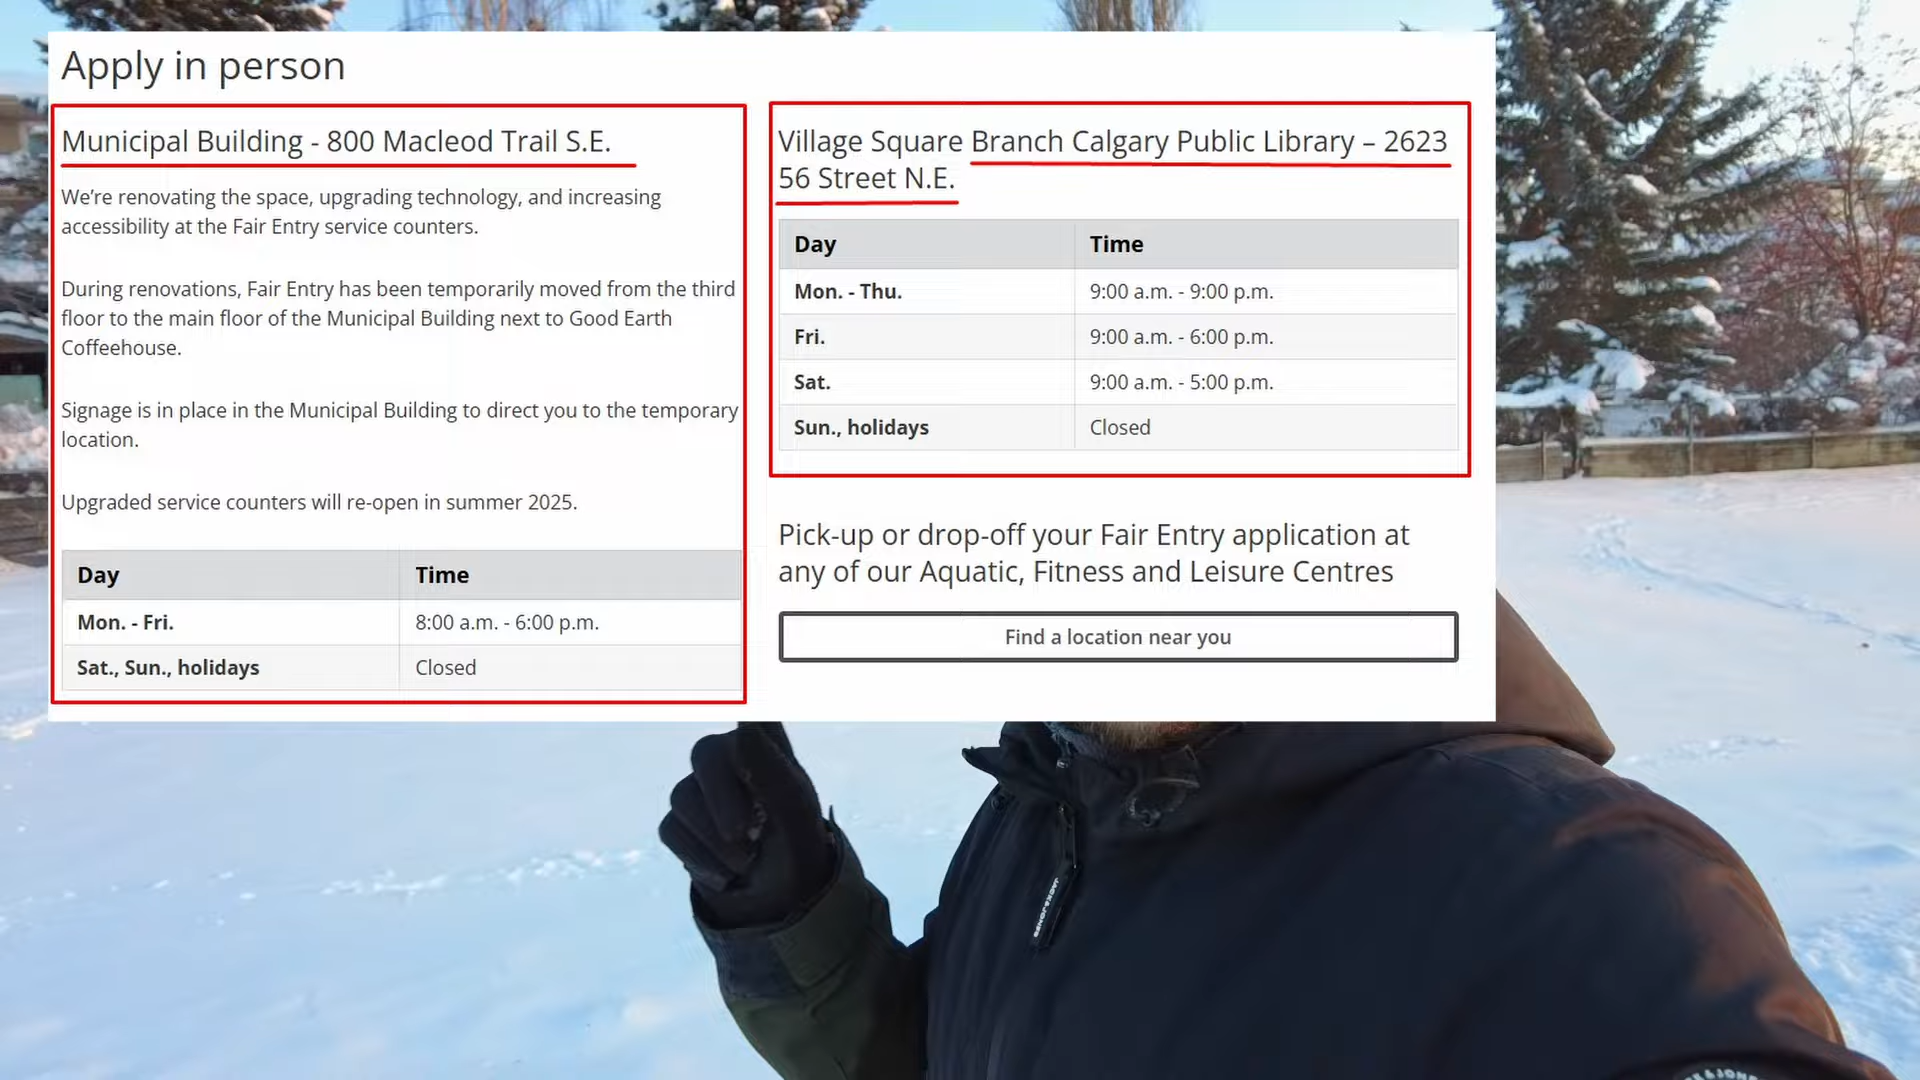 Apply in person
Municipal Building - 800 Macleod Trail S.E.
We’re renovating the space, upgrading technology, and increasing
accessibility at the Fair Entry service counters.
During renovations, Fair Entry has been temporarily moved from the third
floor to the main floor of the Municipal Building next to Good Earth
Coffeehouse.
Signage is in place in the Municipal Building to direct you to the temporary
location.
Upgraded service counters will re-open in summer 2025.
Day Time
Mon. - Fri. 8:00 a.m. - 6:00 p.m.
Sat., Sun., holidays Closed
Village Square Branch Calgary Public Library – 2623
56 Street N.E.
Day Time
Mon. - Thu. 9:00 a.m. - 9:00 p.m.
Fri. 9:00 a.m. - 6:00 p.m.
Sat. 9:00 a.m. - 5:00 p.m.
Sun., holidays Closed
Pick-up or drop-off your Fair Entry application at
any of our Aquatic, Fitness and Leisure Centres
Find a location near you
JACK&JONES